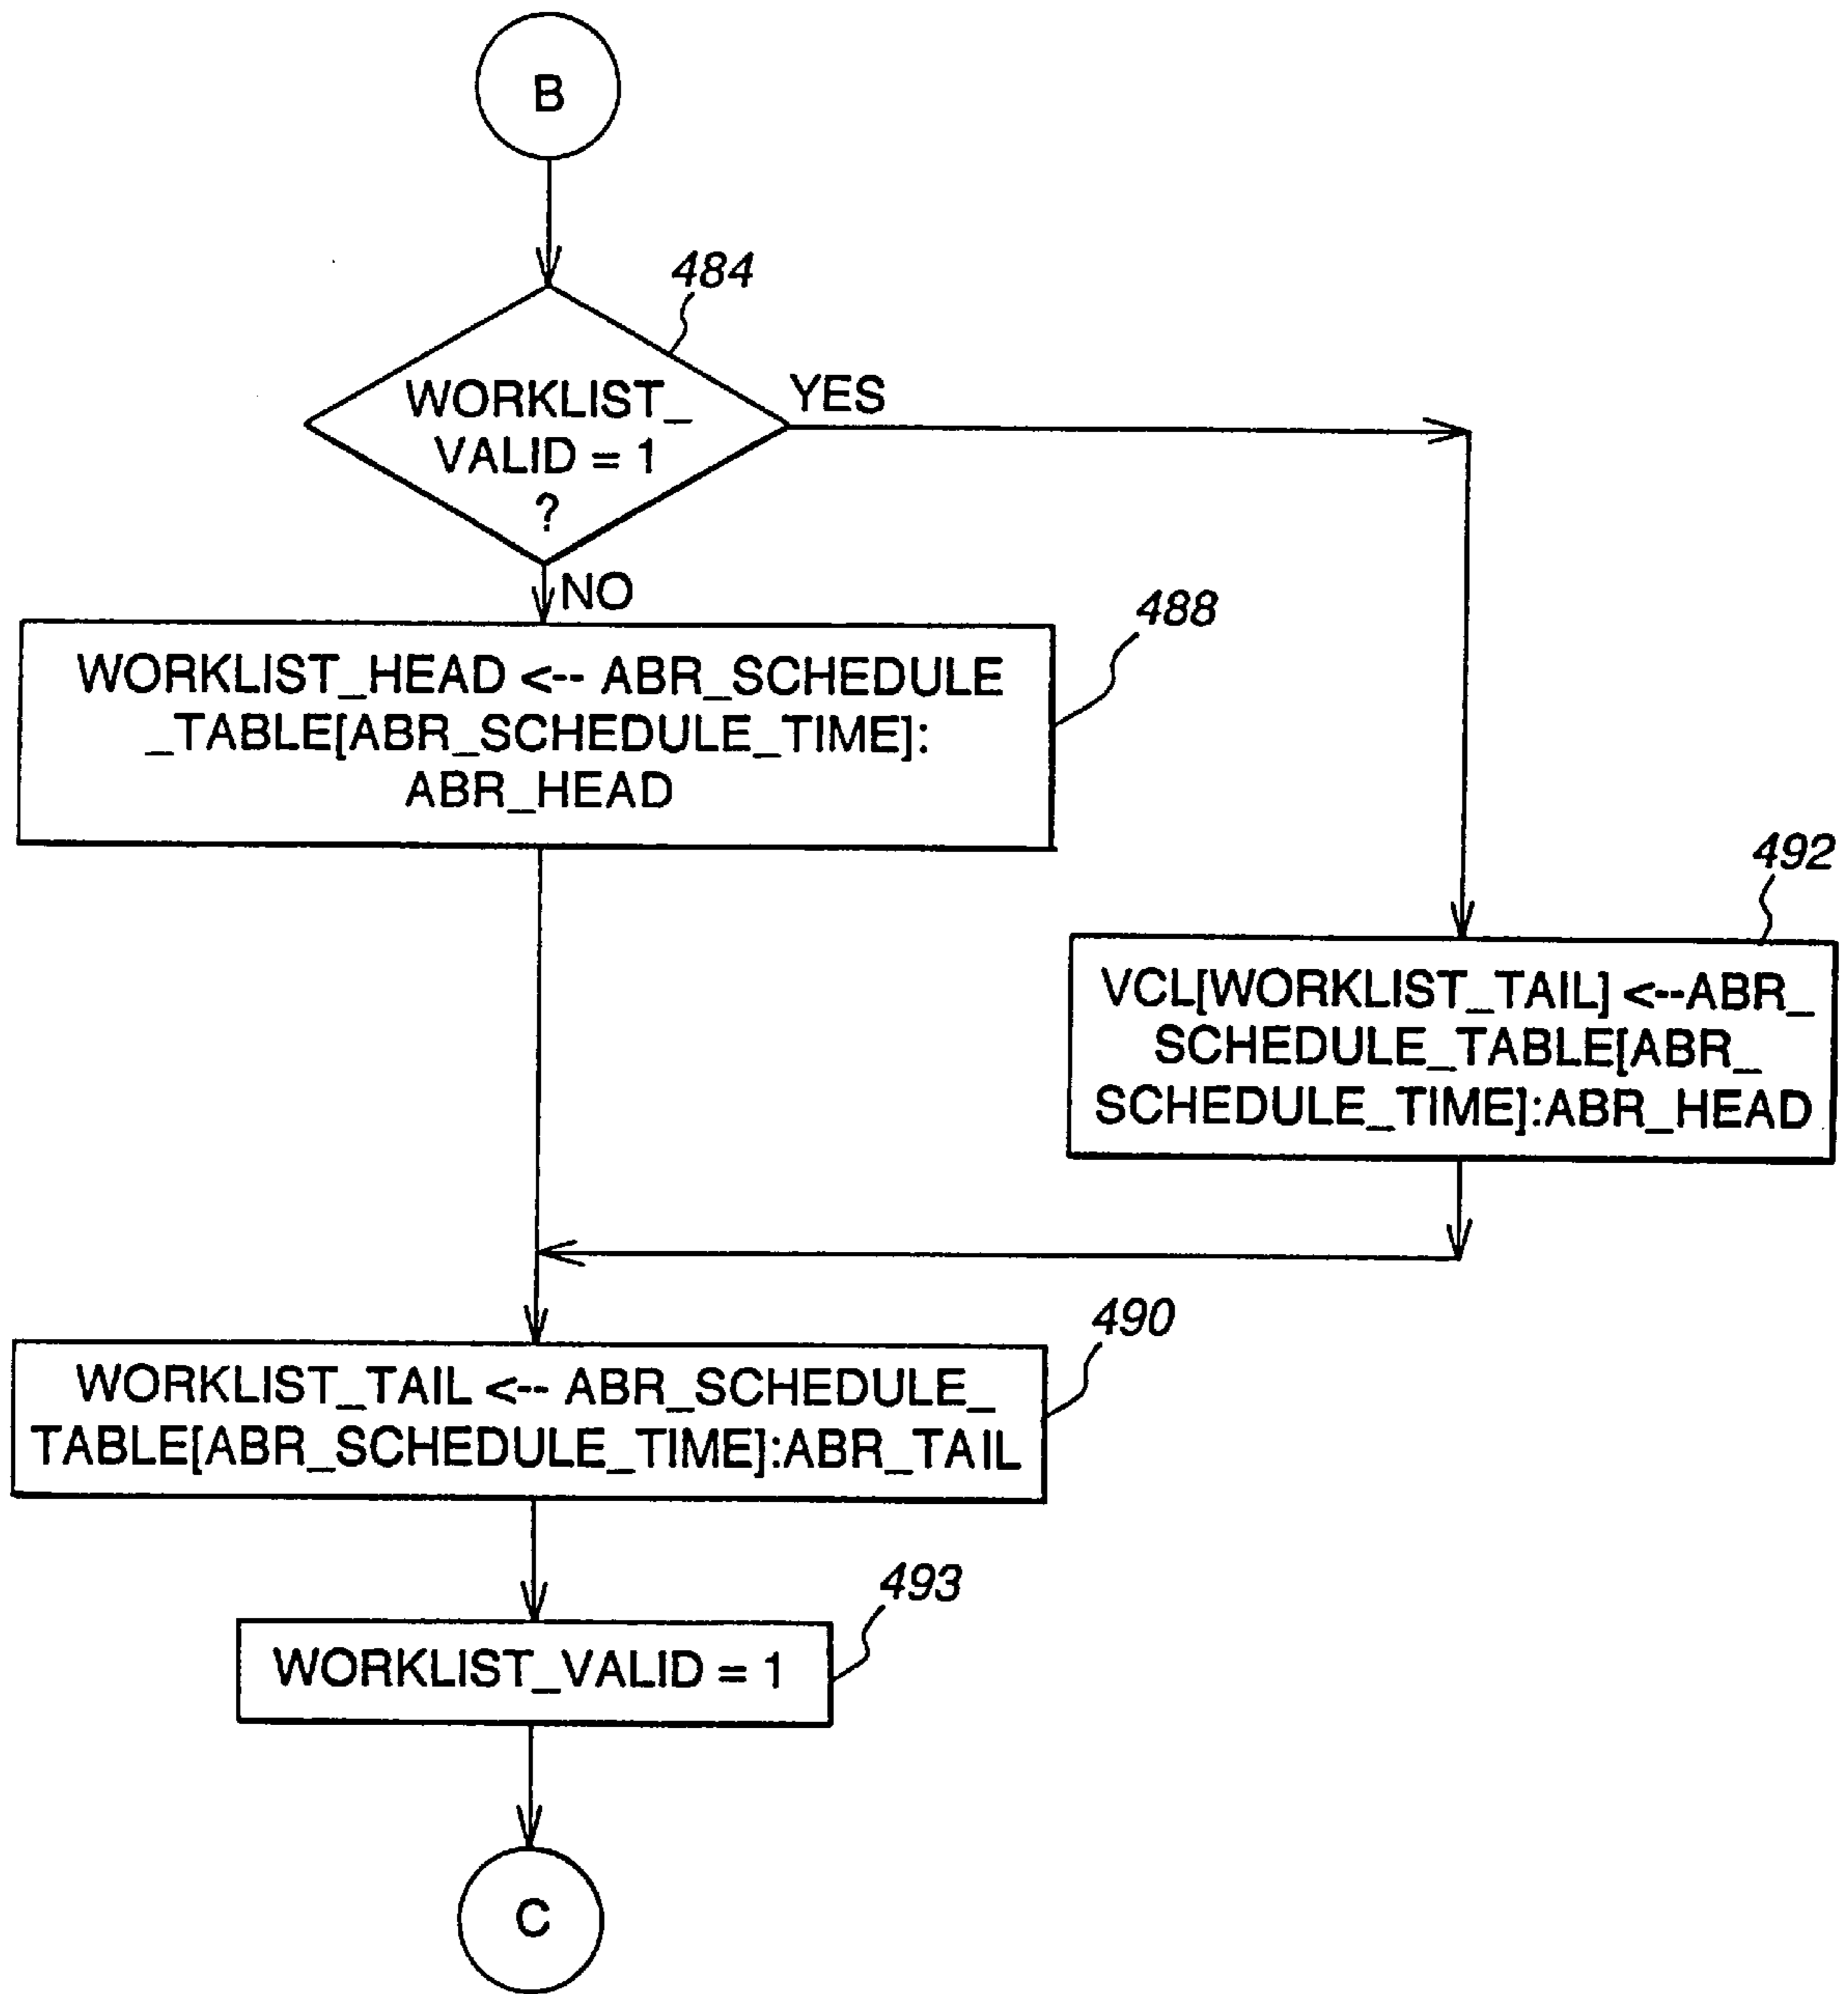 B
484
WORKLIST_
VALID = 1
?
YES
NO
488
WORKLIST_HEAD <-- ABR_SCHEDULE
_TABLE[ABR_SCHEDULE_TIME]:
ABR_HEAD
492
VCL[WORKLIST_TAIL] <--ABR_
SCHEDULE_TABLE[ABR_
SCHEDULE_TIME]:ABR_HEAD
490
WORKLIST_TAIL <-- ABR_SCHEDULE_
TABLE[ABR_SCHEDULE_TIME]:ABR_TAIL
493
WORKLIST_VALID = 1
C